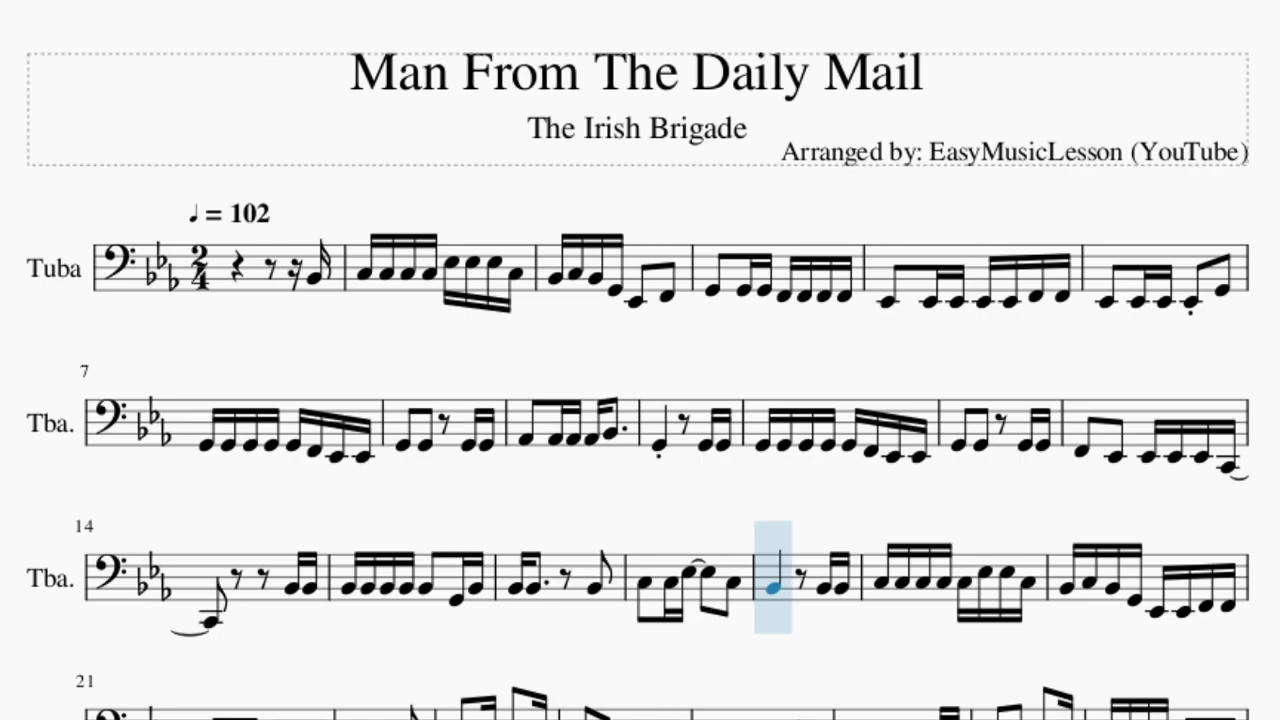 Man From The Daily Mail
The Irish Brigade
Arranged by: EasyMusicLesson (YouTube)
♩ = 102
Tuba
2
4
7
Tba.
14
Tba.
21